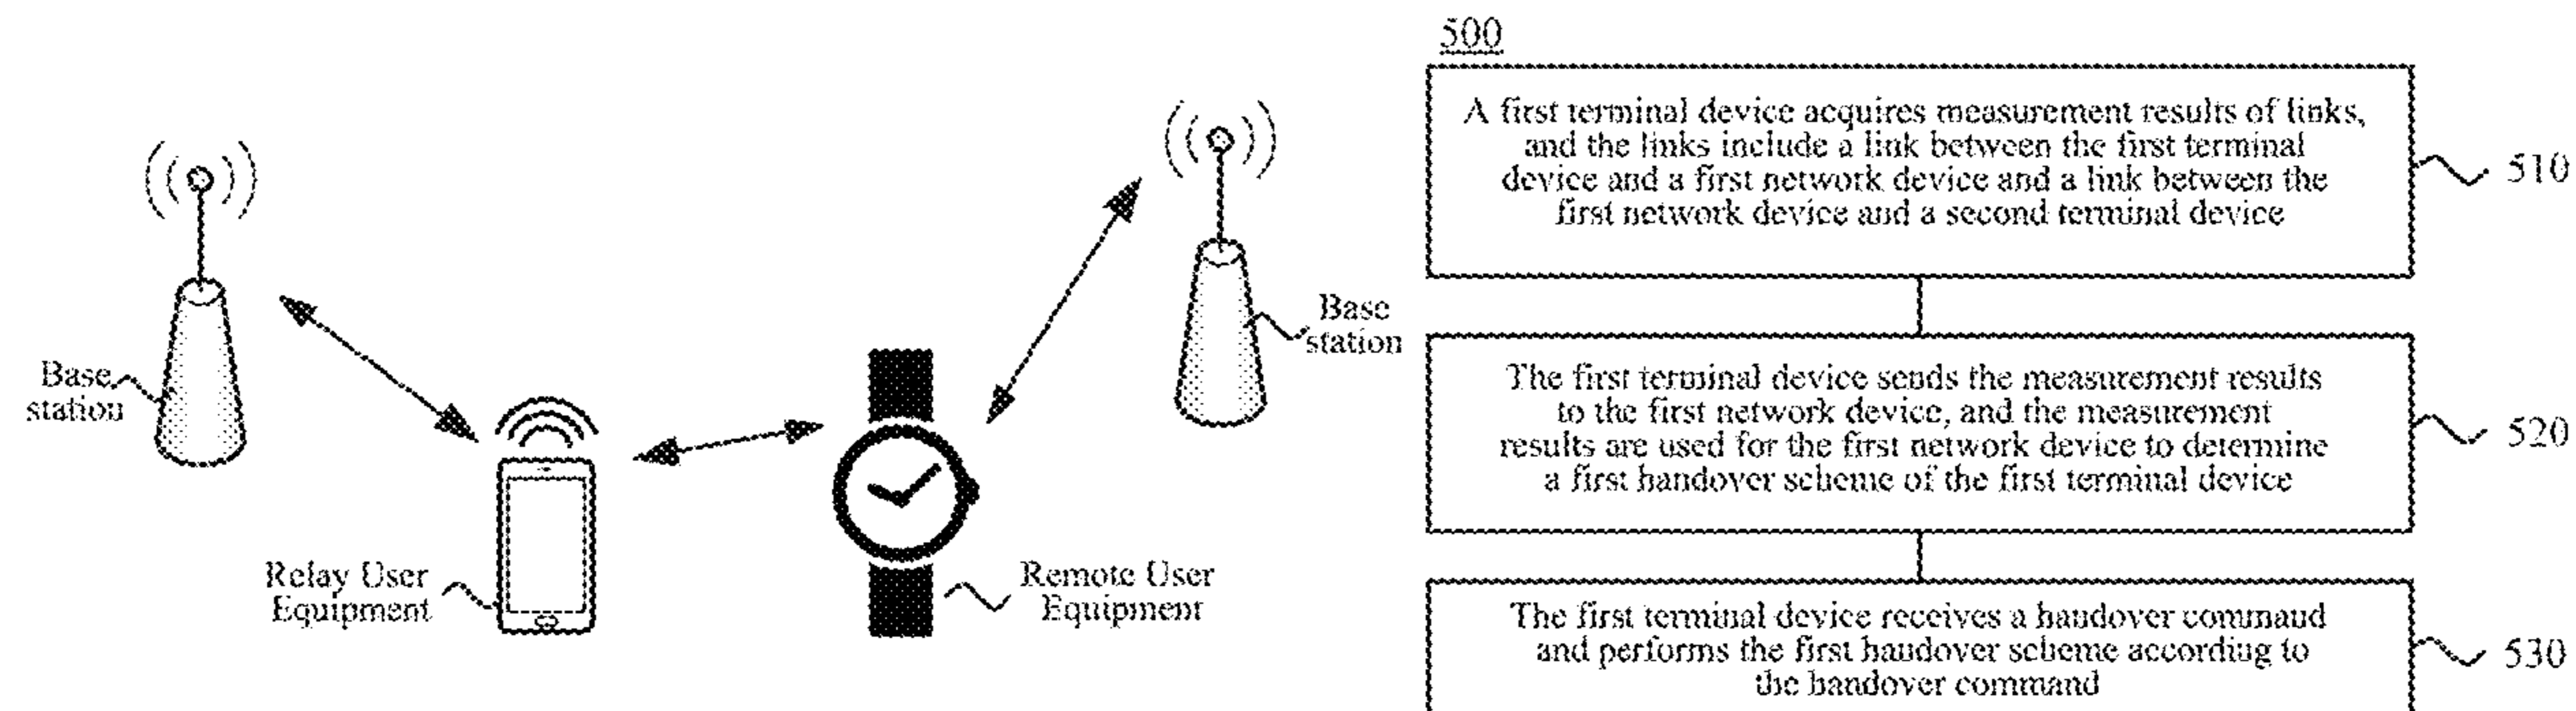 Base
station
Relay User
Equipment
Remote User
Equipment
Base
station
500
A first terminal device acquires measurement results of links,
and the links include a link between the first terminal
device and a first network device and a link between the
first network device and a second terminal device
510
The first terminal device sends the measurement results
to the first network device, and the measurement
results are used for the first network device to determine
a first handover scheme of the first terminal device
520
The first terminal device receives a handover command
and performs the first handover scheme according to
the handover command
530